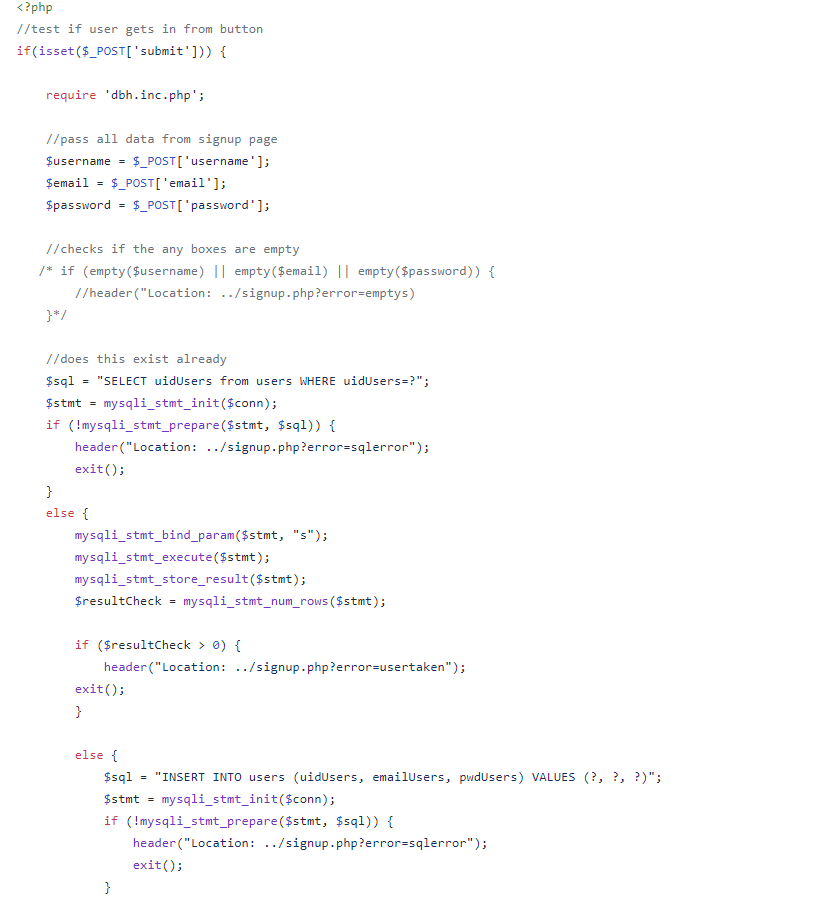 <?php
//test if user gets in from button
if(isset($_POST['submit'])) {
require 'dbh.inc.php';
//pass all data from signup page
$username = $_POST['username'];
$email = $_POST['email'];
$password = $_POST['password'];
//checks if the any boxes are empty
/* if (empty($username) || empty($email) || empty($password)) {
//header("Location: ../signup.php?error=emptys)
}*/
//does this exist already
$sql = "SELECT uidUsers from users WHERE uidUsers=?";
$stmt = mysqli_stmt_init($conn);
if (!mysqli_stmt_prepare($stmt, $sql)) {
header("Location: ../signup.php?error=sqlerror");
exit();
}
else {
mysqli_stmt_bind_param($stmt, "s");
mysqli_stmt_execute($stmt);
mysqli_stmt_store_result($stmt);
$resultCheck = mysqli_stmt_num_rows($stmt);
if ($resultCheck > 0) {
header("Location: ../signup.php?error=usertaken");
exit();
}
else {
$sql = "INSERT INTO users (uidUsers, emailUsers, pwdUsers) VALUES (?, ?, ?)";
$stmt = mysqli_stmt_init($conn);
if (!mysqli_stmt_prepare($stmt, $sql)) {
header("Location: ../signup.php?error=sqlerror");
exit();
}